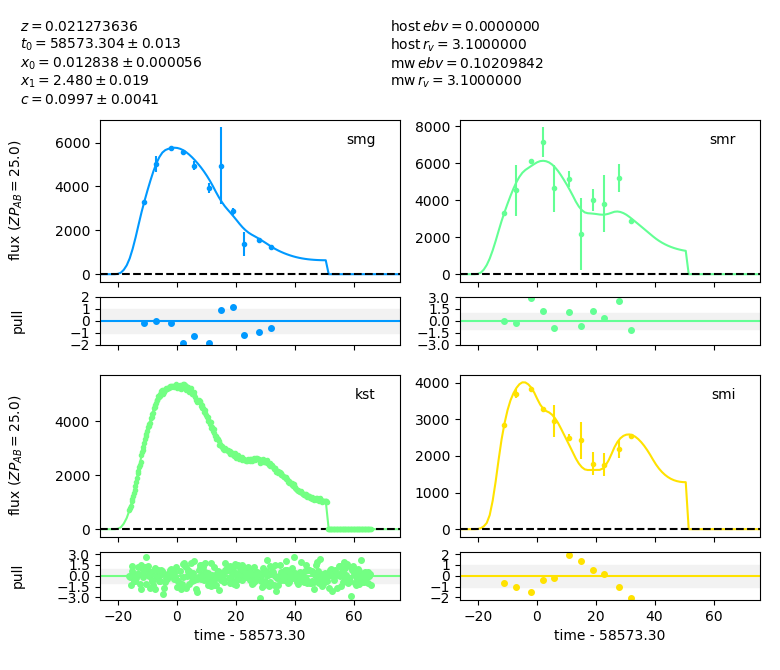 z = 0.021273636
t₀ = 58573.304 ± 0.013
x₀ = 0.012838 ± 0.000056
x₁ = 2.480 ± 0.019
c = 0.0997 ± 0.0041
host ebv = 0.0000000
host r_v = 3.1000000
mw ebv = 0.10209842
mw r_v = 3.1000000
flux (ZP_AB = 25.0)
6000
4000
2000
0
smg
8000
6000
4000
2000
0
smr
pull
2
1
0
−1
−2
3.0
1.5
0.0
−1.5
−3.0
flux (ZP_AB = 25.0)
4000
2000
0
kst
4000
3000
2000
1000
0
smi
pull
3.0
1.5
0.0
−1.5
−3.0
2
1
0
−1
−2
−20 0 20 40 60
−20 0 20 40 60
time - 58573.30
time - 58573.30